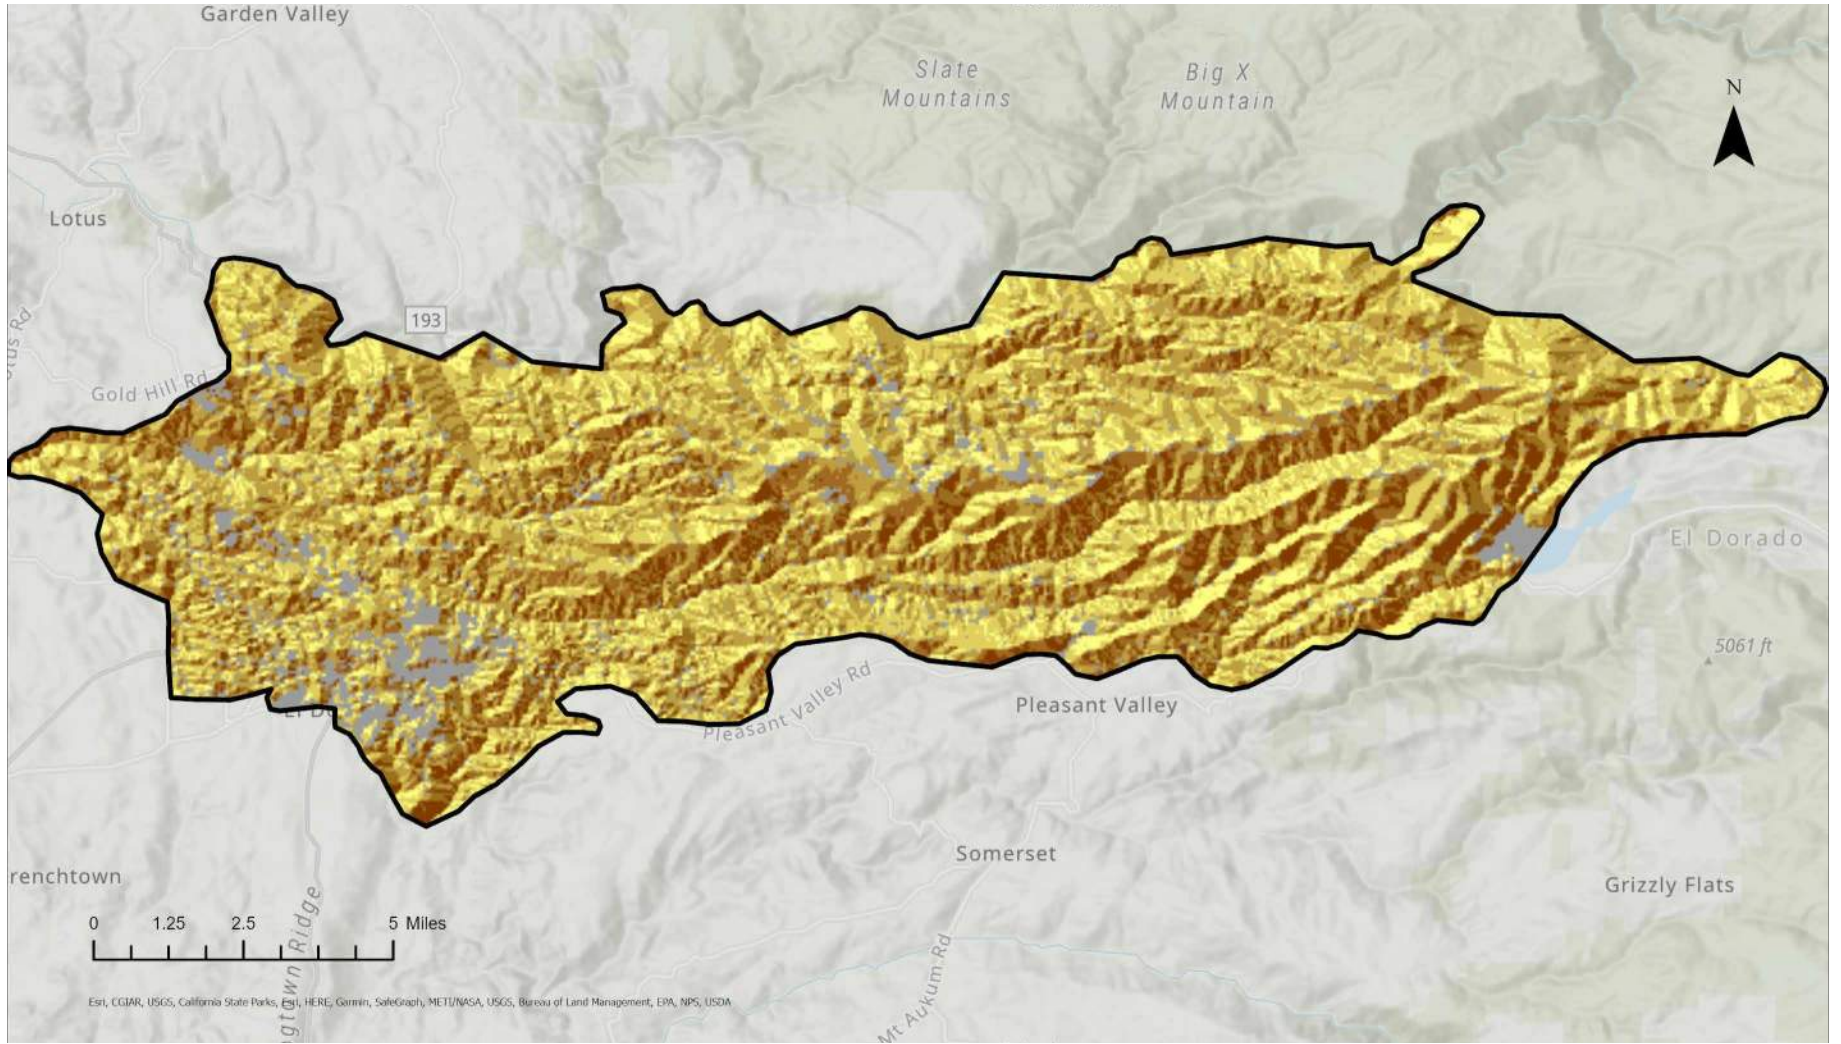 Garden Valley
Slate
Mountains
Big X
Mountain
N
Lotus
193
Gold Hill Rd
El Dorado
5061 ft
Pleasant Valley Rd
Pleasant Valley
Somerset
renchtown
Grizzly Flats
0 1.25 2.5 5 Miles
gtown Ridge
Mt Aukum Rd
Esri, CGIAR, USGS, California State Parks, Esri, HERE, Garmin, SafeGraph, METI/NASA, USGS, Bureau of Land Management, EPA, NPS, USDA